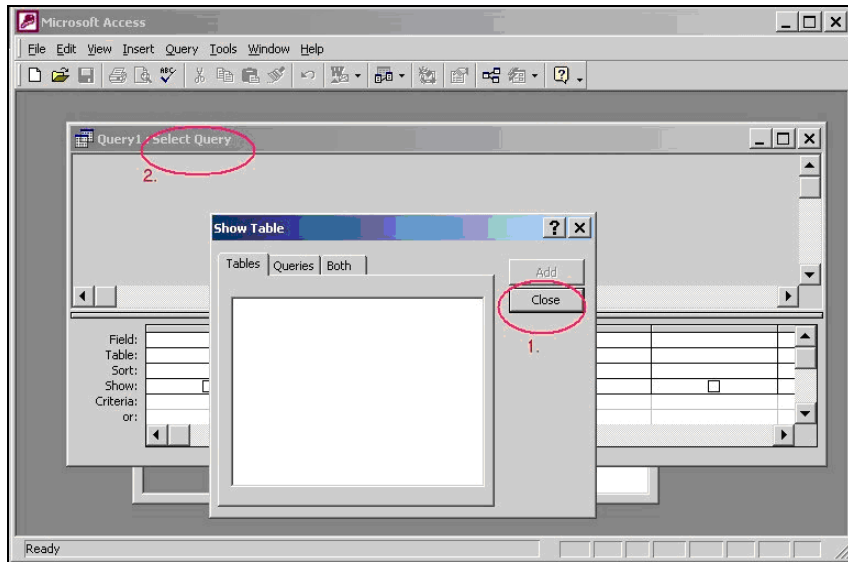 Microsoft Access
File Edit View Insert Query Tools Window Help
ABC
Query1 : Select Query
2.
Show Table
Tables Queries Both
Add
Close
1.
Field:
Table:
Sort:
Show:
Criteria:
or:
Ready